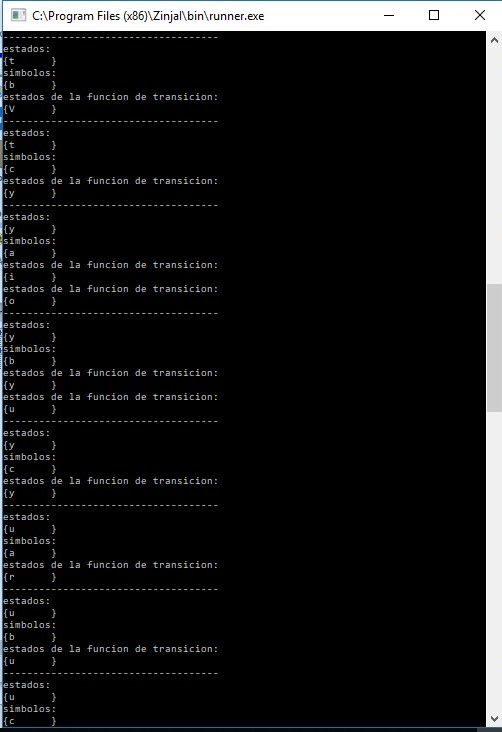 C:\Program Files (x86)\Zinjal\bin\runner.exe
------------------------------------
estados:
{t      }
simbolos:
{b      }
estados de la funcion de transicion:
{V      }
------------------------------------
estados:
{t      }
simbolos:
{c      }
estados de la funcion de transicion:
{y      }
------------------------------------
estados:
{y      }
simbolos:
{a      }
estados de la funcion de transicion:
{i      }
estados de la funcion de transicion:
{o      }
------------------------------------
estados:
{y      }
simbolos:
{b      }
estados de la funcion de transicion:
{y      }
estados de la funcion de transicion:
{u      }
------------------------------------
estados:
{y      }
simbolos:
{c      }
estados de la funcion de transicion:
{y      }
------------------------------------
estados:
{u      }
simbolos:
{a      }
estados de la funcion de transicion:
{r      }
------------------------------------
estados:
{u      }
simbolos:
{b      }
estados de la funcion de transicion:
{u      }
------------------------------------
estados:
{u      }
simbolos:
{c      }